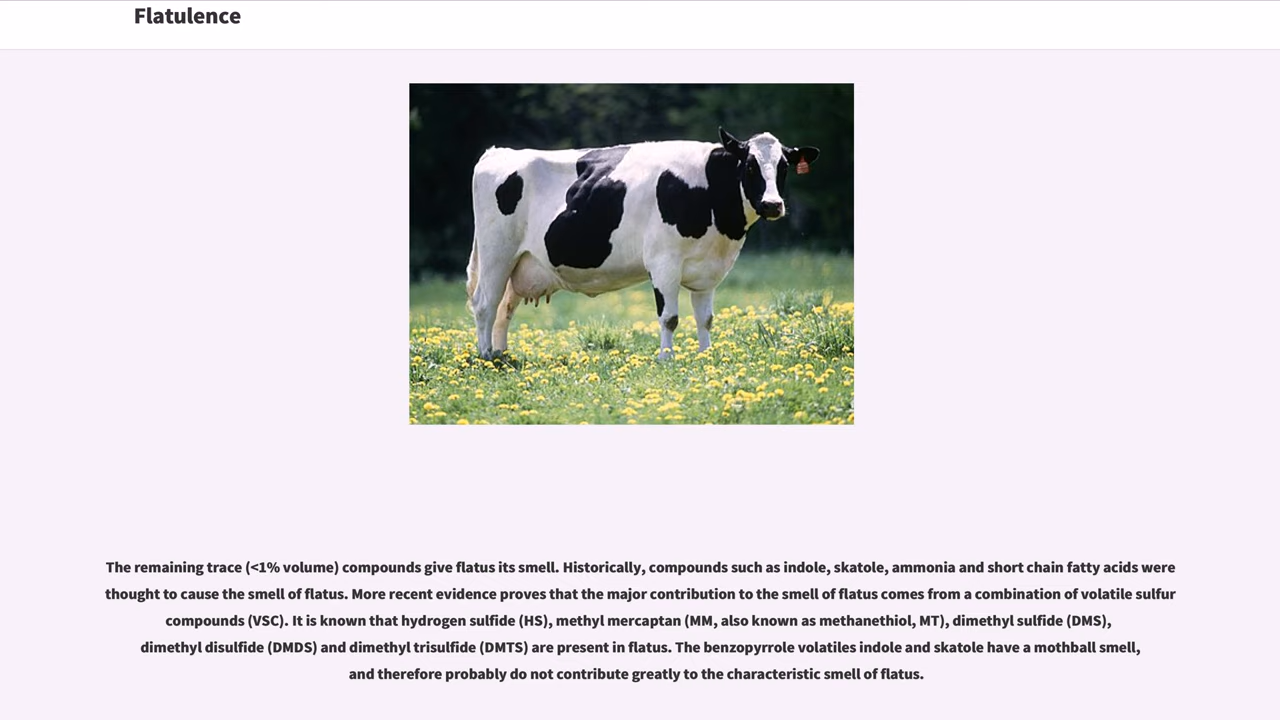 Flatulence
The remaining trace (<1% volume) compounds give flatus its smell. Historically, compounds such as indole, skatole, ammonia and short chain fatty acids were
thought to cause the smell of flatus. More recent evidence proves that the major contribution to the smell of flatus comes from a combination of volatile sulfur
compounds (VSC). It is known that hydrogen sulfide (HS), methyl mercaptan (MM, also known as methanethiol, MT), dimethyl sulfide (DMS),
dimethyl disulfide (DMDS) and dimethyl trisulfide (DMTS) are present in flatus. The benzopyrrole volatiles indole and skatole have a mothball smell,
and therefore probably do not contribute greatly to the characteristic smell of flatus.